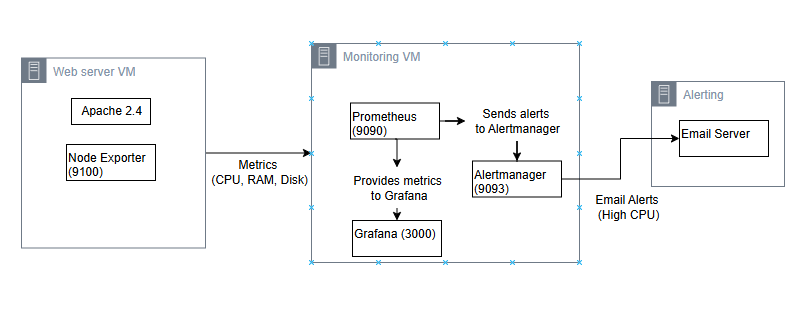 Web server VM
Apache 2.4
Node Exporter
(9100)
Metrics
(CPU, RAM, Disk)
Monitoring VM
Prometheus
(9090)
Sends alerts
to Alertmanager
Provides metrics
to Grafana
Alertmanager
(9093)
Grafana (3000)
Email Alerts
(High CPU)
Alerting
Email Server